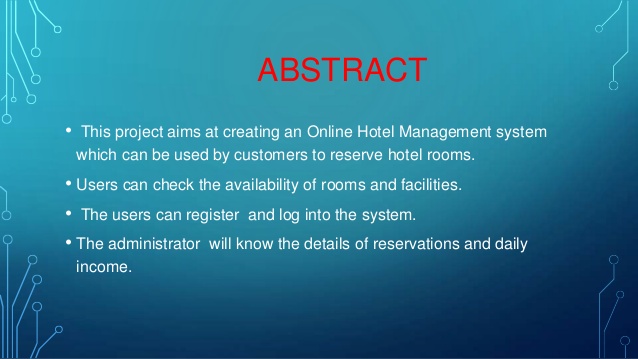 ABSTRACT
• This project aims at creating an Online Hotel Management system
which can be used by customers to reserve hotel rooms.
• Users can check the availability of rooms and facilities.
• The users can register and log into the system.
• The administrator will know the details of reservations and daily
income.